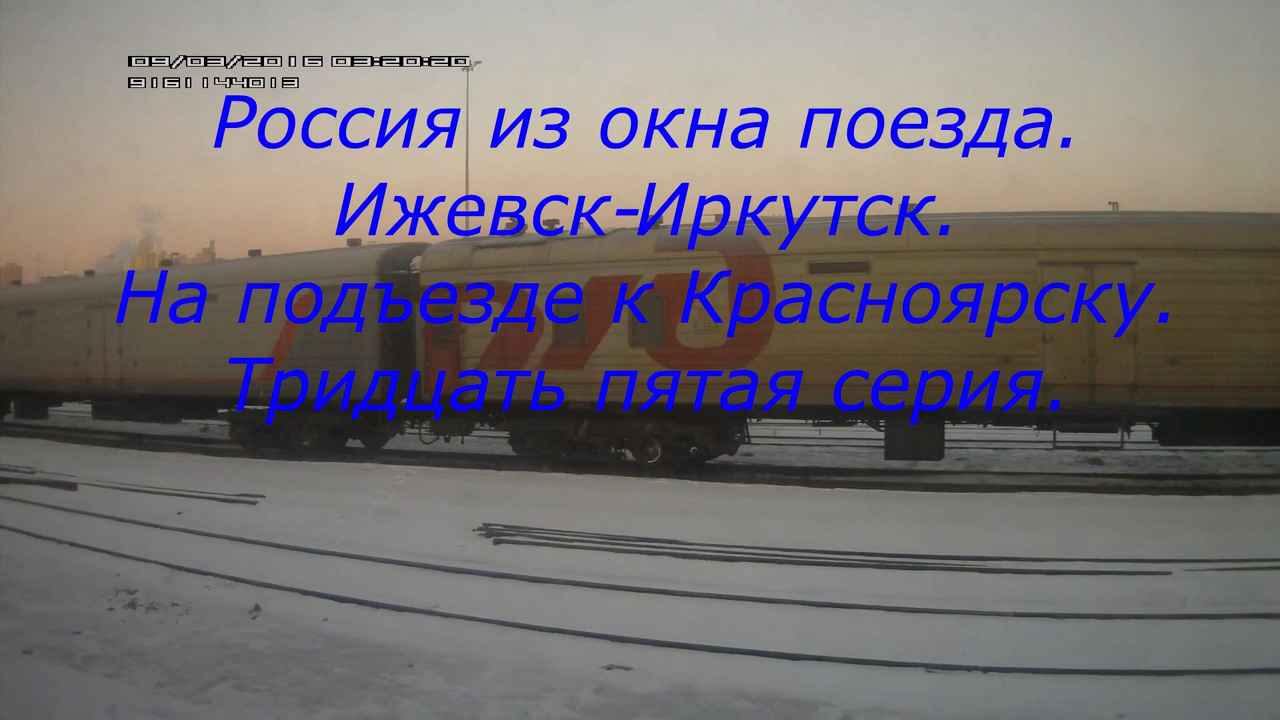 09/03/2016 03:20:20
9161144013
Россия из окна поезда.
Ижевск-Иркутск.
На подъезде к Красноярску.
Тридцать пятая серия.